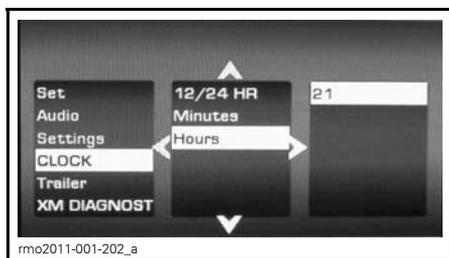 Set
Audio
Settings
CLOCK
Trailer
XM DIAGNOST
12/24 HR
Minutes
Hours
21
rmo2011-001-202_a